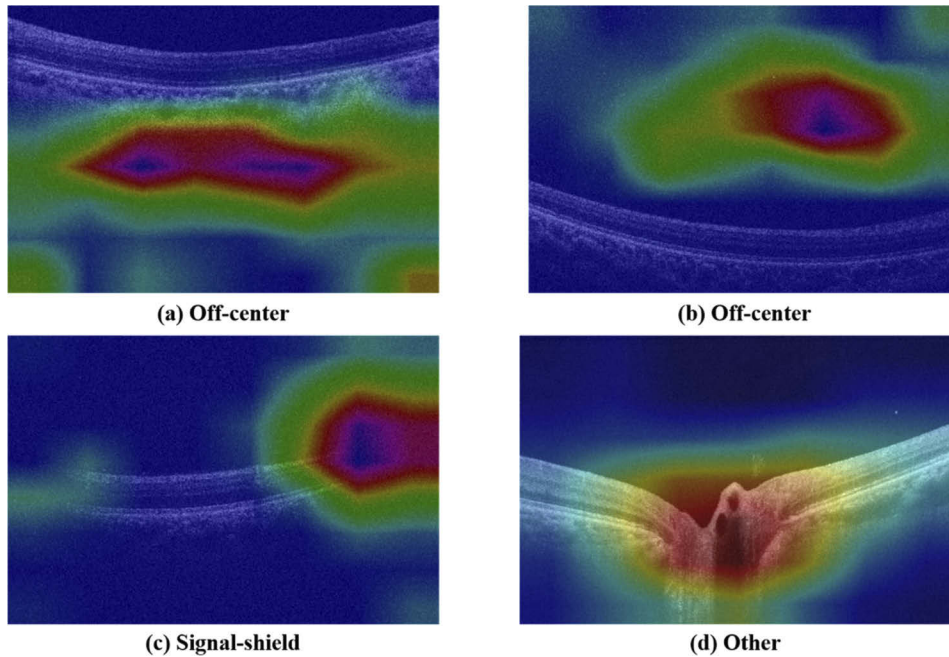 (a) Off-center
(b) Off-center
(c) Signal-shield
(d) Other